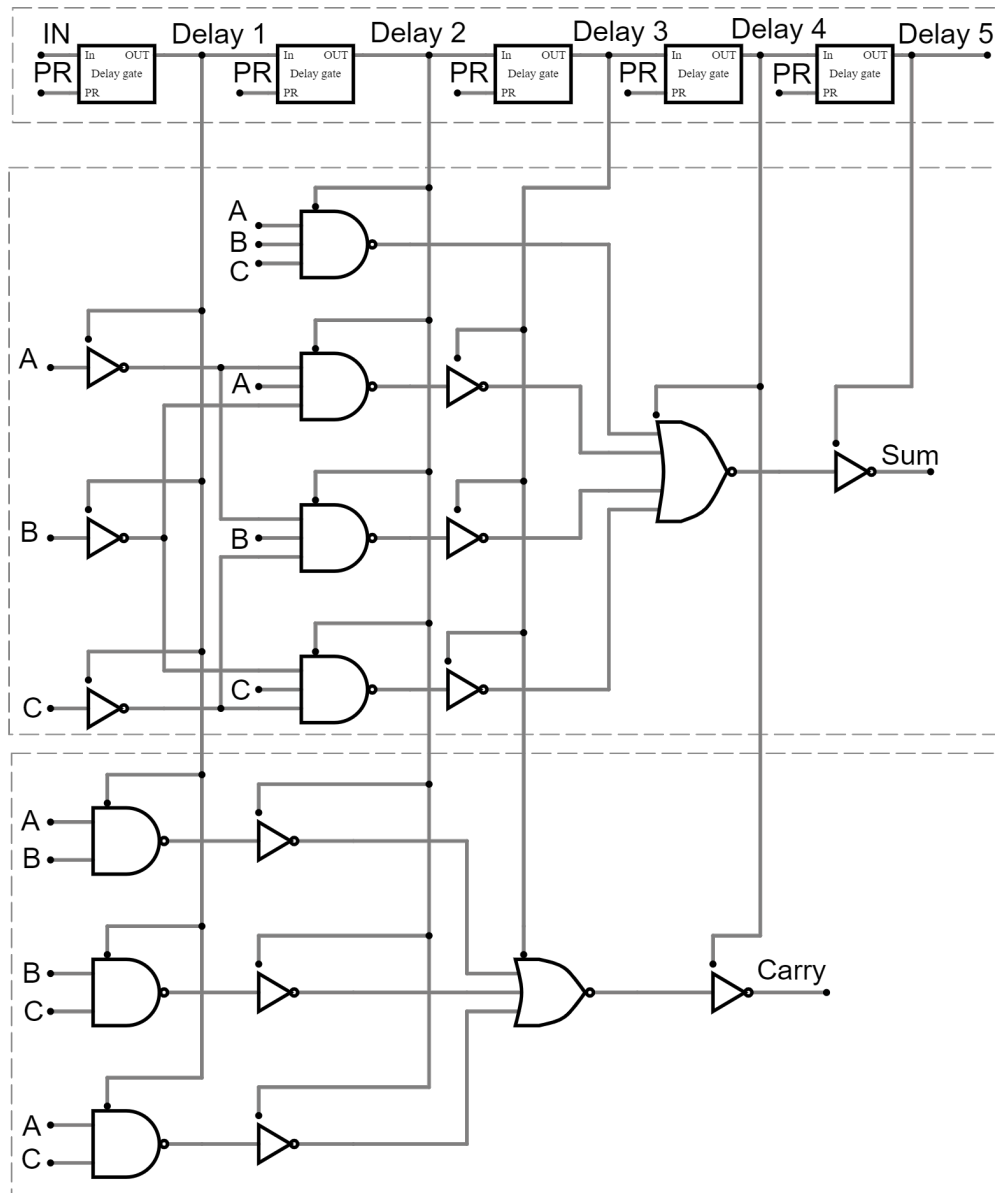 IN Delay 1 Delay 2 Delay 3 Delay 4 Delay 5
In OUT In OUT In OUT In OUT In OUT
PR Delay gate PR Delay gate PR Delay gate PR Delay gate PR Delay gate
PR PR PR PR PR
A
B
C
A
A
B
B
Sum
C
C
A
B
B
C
Carry
A
C